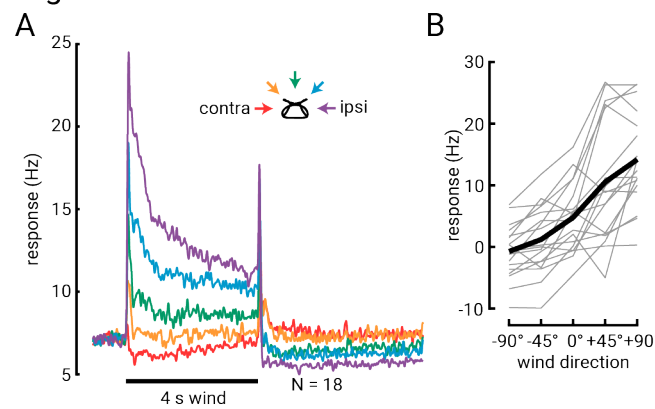 A
B
25
20
15
10
5
response (Hz)
contra
ipsi
4 s wind
N = 18
30
20
10
0
-10
response (Hz)
-90° -45° 0° +45° +90
wind direction